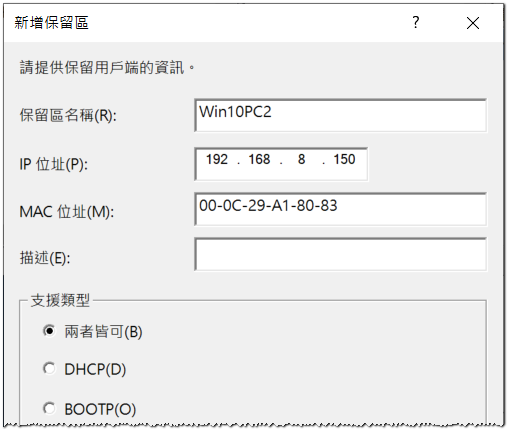 新增保留區
?
請提供保留用戶端的資訊。
保留區名稱(R): Win10PC2
IP 位址(P): 192 . 168 . 8 . 150
MAC 位址(M): 00-0C-29-A1-80-83
描述(E):
支援類型
兩者皆可(B)
DHCP(D)
BOOTP(O)